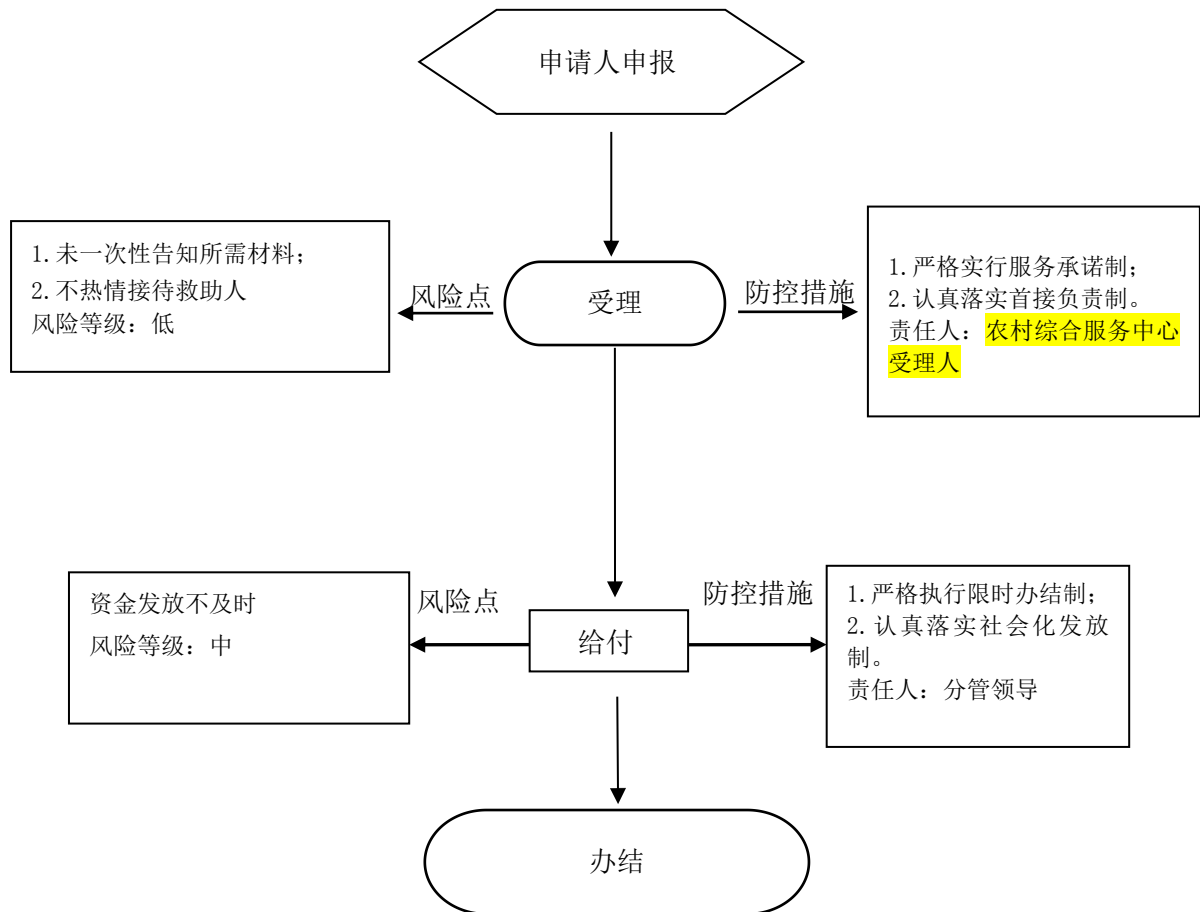 申请人申报
1.未一次性告知所需材料；
2.不热情接待救助人
风险等级：低
风险点
受理
防控措施
1.严格实行服务承诺制；
2.认真落实首接负责制。
责任人：农村综合服务中心
受理人
资金发放不及时
风险等级：中
风险点
给付
防控措施
1.严格执行限时办结制；
2.认真落实社会化发放
制。
责任人：分管领导
办结